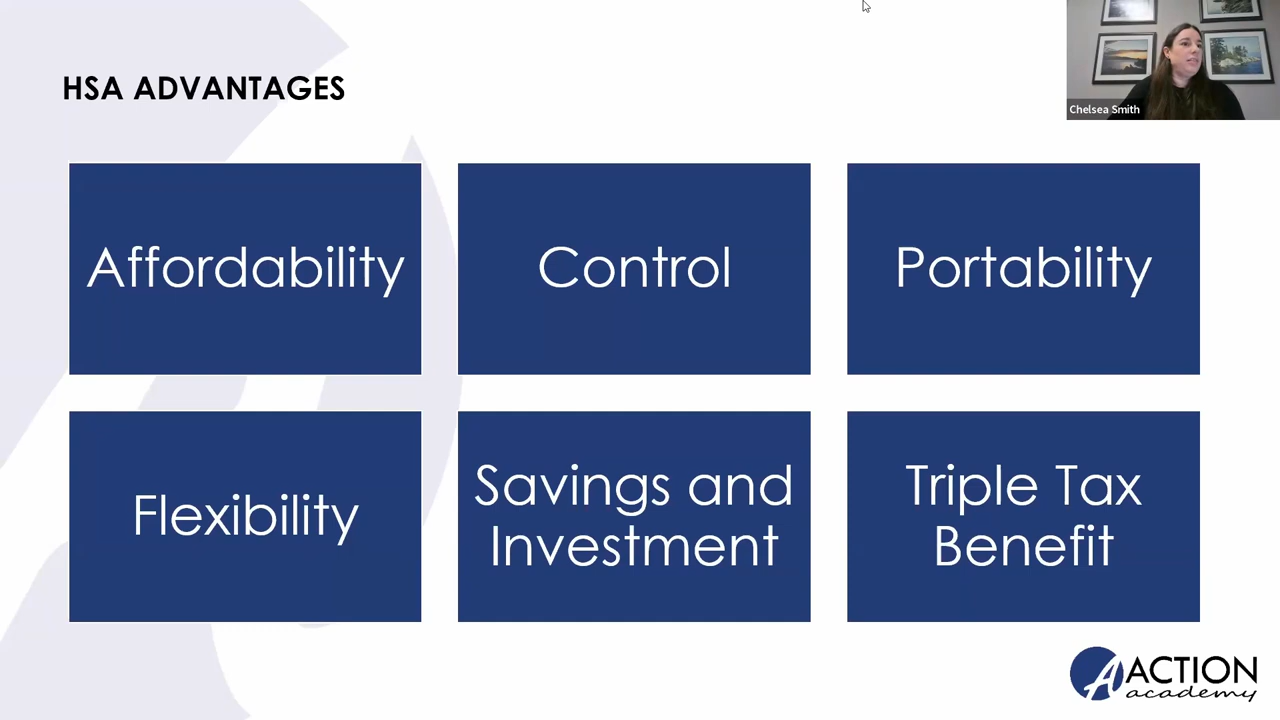 HSA ADVANTAGES
Chelsea Smith
Affordability
Control
Portability
Flexibility
Savings and
Investment
Triple Tax
Benefit
A ACTION
academy